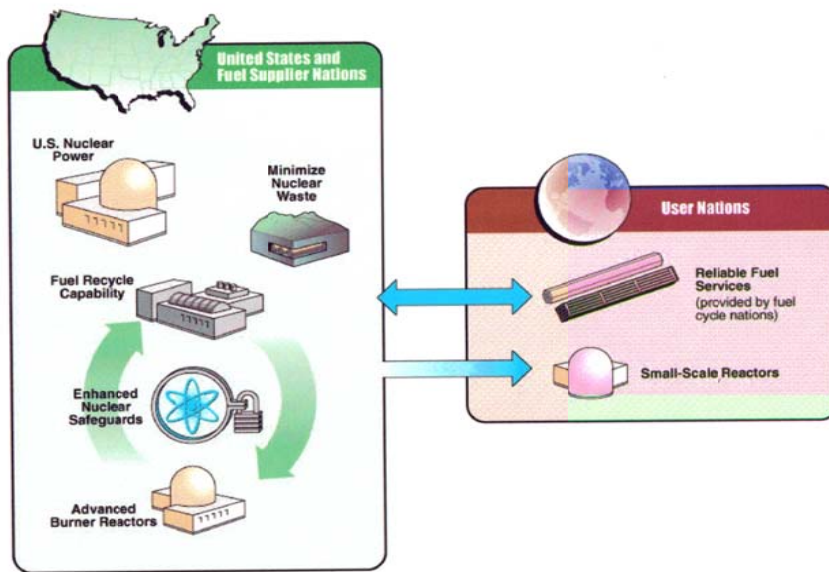 United States and
Fuel Supplier Nations
U.S. Nuclear
Power
Minimize
Nuclear
Waste
Fuel Recycle
Capability
Enhanced
Nuclear
Safeguards
Advanced
Burner Reactors
User Nations
Reliable Fuel
Services
(provided by fuel
cycle nations)
Small-Scale Reactors